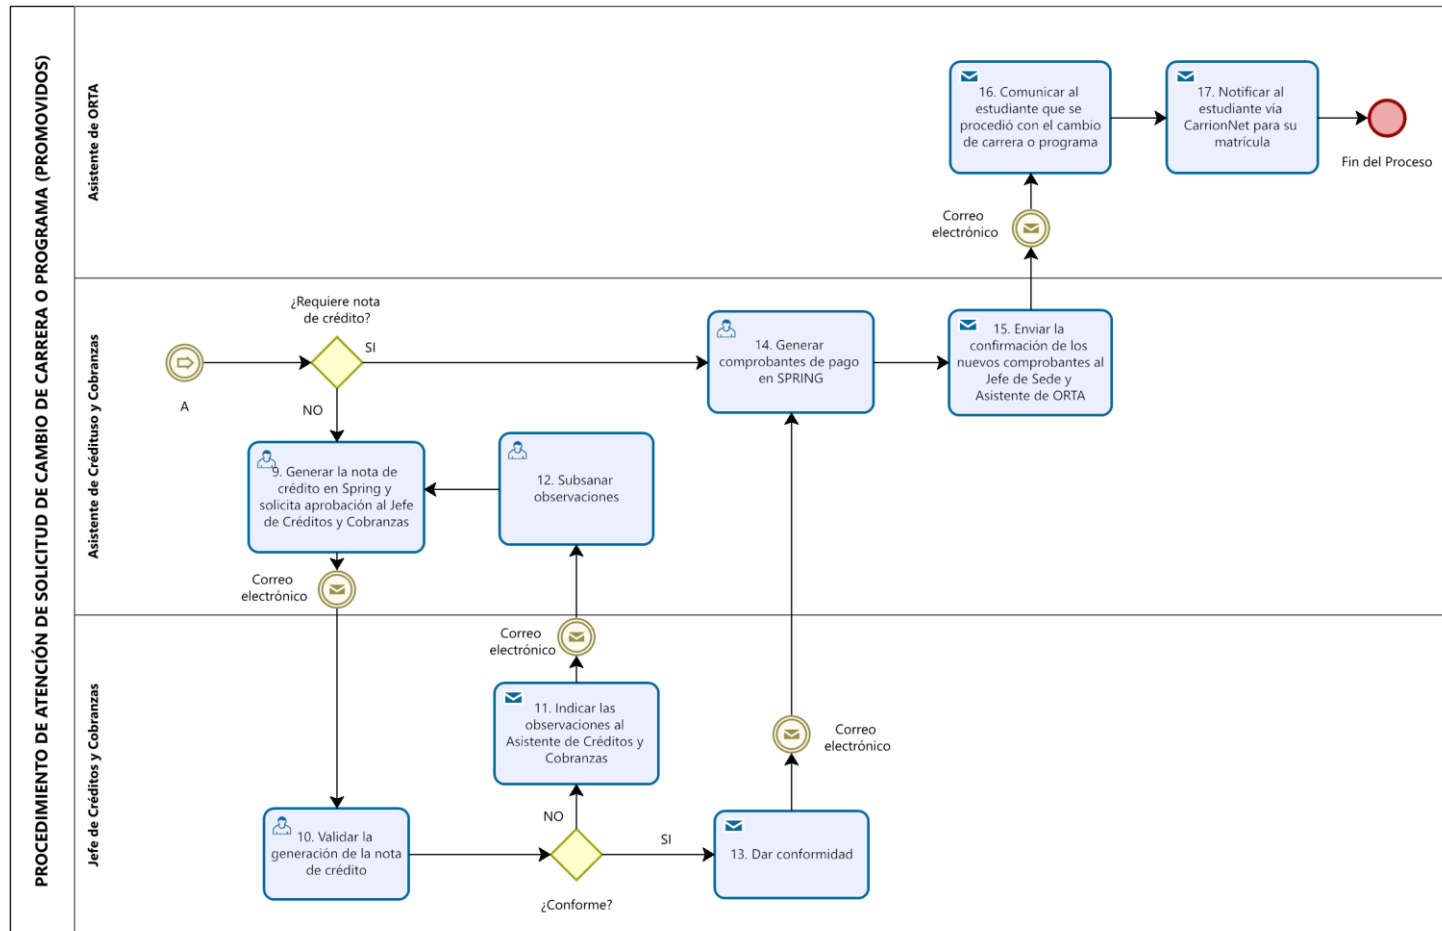 PROCEDIMIENTO DE ATENCIÓN DE SOLICITUD DE CAMBIO DE CARRERA O PROGRAMA (PROMOVIDOS)
Asistente de ORTA
16. Comunicar al
estudiante que se
procedió con el cambio
de carrera o programa
17. Notificar al
estudiante vía
CarrionNet para su
matrícula
Fin del Proceso
Correo
electrónico
Asistente de Crédituso y Cobranzas
¿Requiere nota
de crédito?
SI
NO
A
14. Generar
comprobantes de pago
en SPRING
15. Enviar la
confirmación de los
nuevos comprobantes al
Jefe de Sede y
Asistente de ORTA
9. Generar la nota de
crédito en Spring y
solicita aprobación al Jefe
de Créditos y Cobranzas
12. Subsanar
observaciones
Correo
electrónico
Jefe de Créditos y Cobranzas
Correo
electrónico
11. Indicar las
observaciones al
Asistente de Créditos y
Cobranzas
Correo
electrónico
10. Validar la
generación de la nota
de crédito
NO
SI
¿Conforme?
13. Dar conformidad